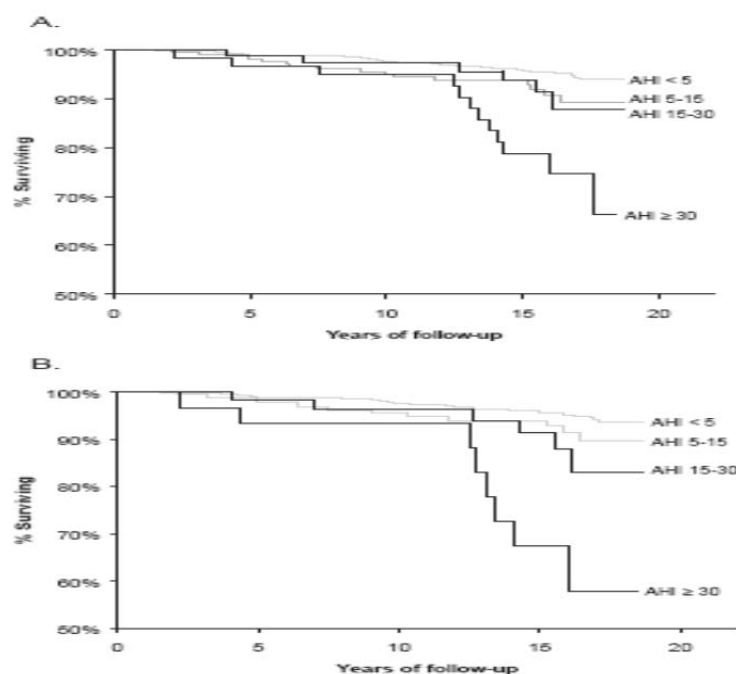 A.
100%
90%
80%
70%
60%
50%
% Surviving
AHI < 5
AHI 5-15
AHI 15-30
AHI ≥ 30
0 5 10 15 20
Years of follow-up
B.
100%
90%
80%
70%
60%
50%
% Surviving
AHI < 5
AHI 5-15
AHI 15-30
AHI ≥ 30
0 5 10 15 20
Years of follow-up